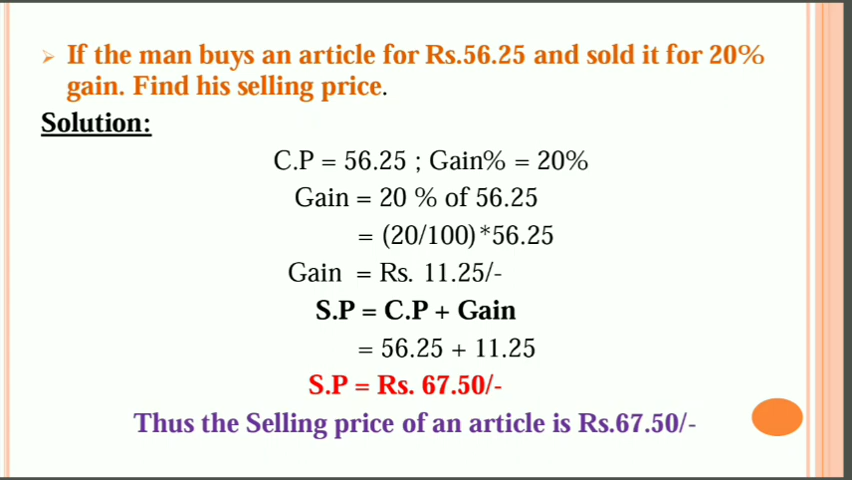 If the man buys an article for Rs.56.25 and sold it for 20%
gain. Find his selling price.
Solution:
C.P = 56.25 ; Gain% = 20%
Gain = 20 % of 56.25
= (20/100)*56.25
Gain = Rs. 11.25/-
S.P = C.P + Gain
= 56.25 + 11.25
S.P = Rs. 67.50/-
Thus the Selling price of an article is Rs.67.50/-